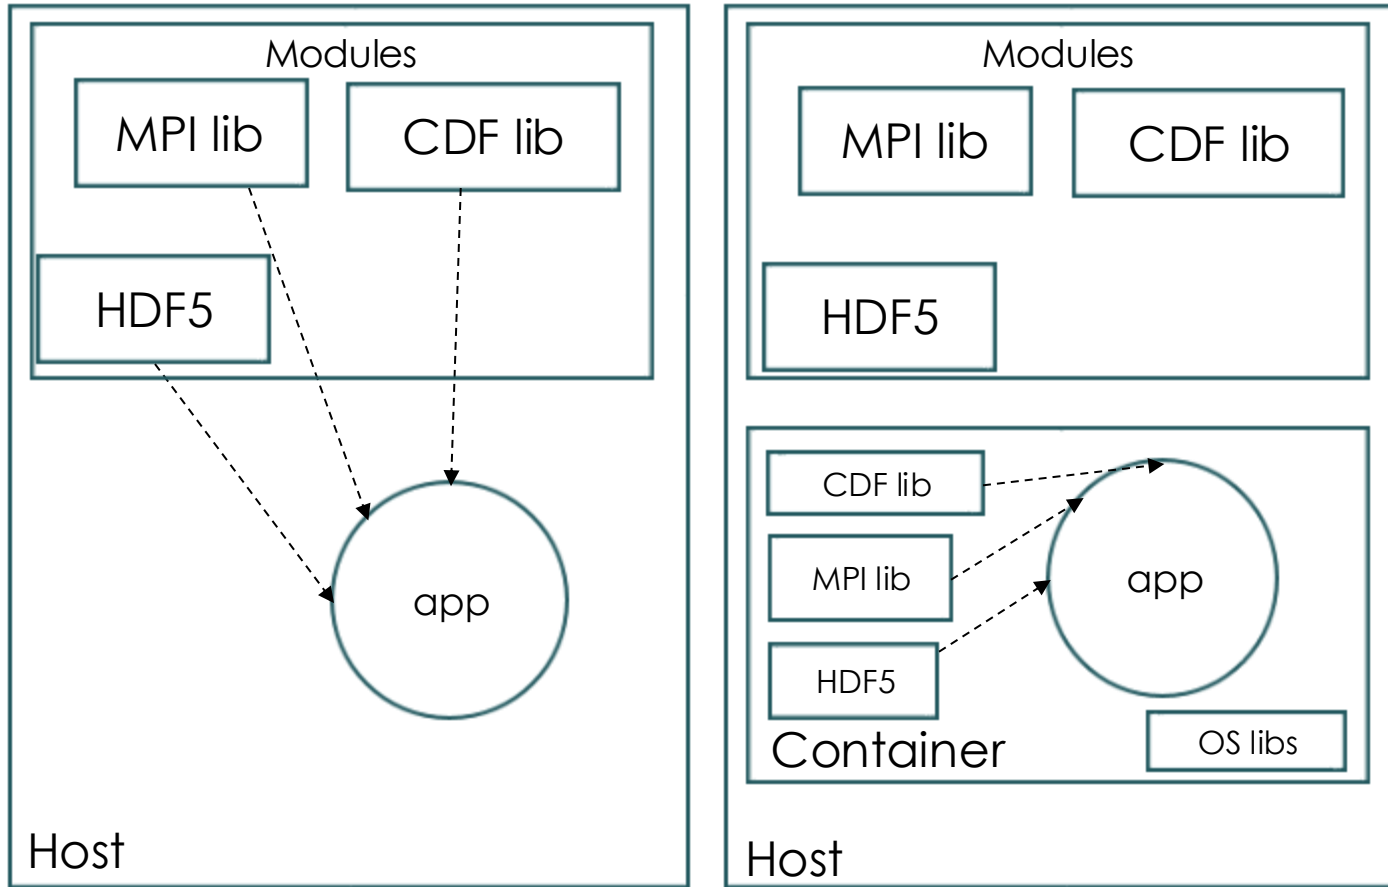 Modules
MPI lib
CDF lib
HDF5
app
Host
Modules
MPI lib
CDF lib
HDF5
CDF lib
MPI lib
app
HDF5
OS libs
Container
Host